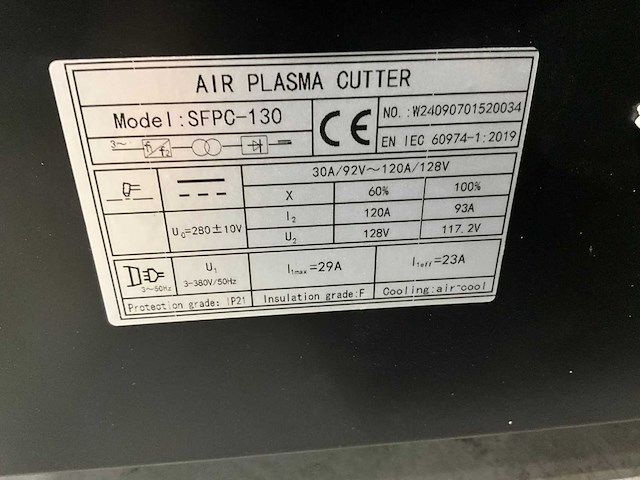 AIR PLASMA CUTTER
Model:SFPC-130
NO.:W24090701520034
3~ f₁/f₂
CE
EN IEC 60974-1:2019
30A/92V~120A/128V
X 60% 100%
U₀=280±10V
I₂ 120A 93A
U₂ 128V 117.2V
3~50Hz
U₁
3-380V/50Hz
I₁max=29A
I₁eff=23A
Protection grade: IP21
Insulation grade:F
Cooling:air-cool